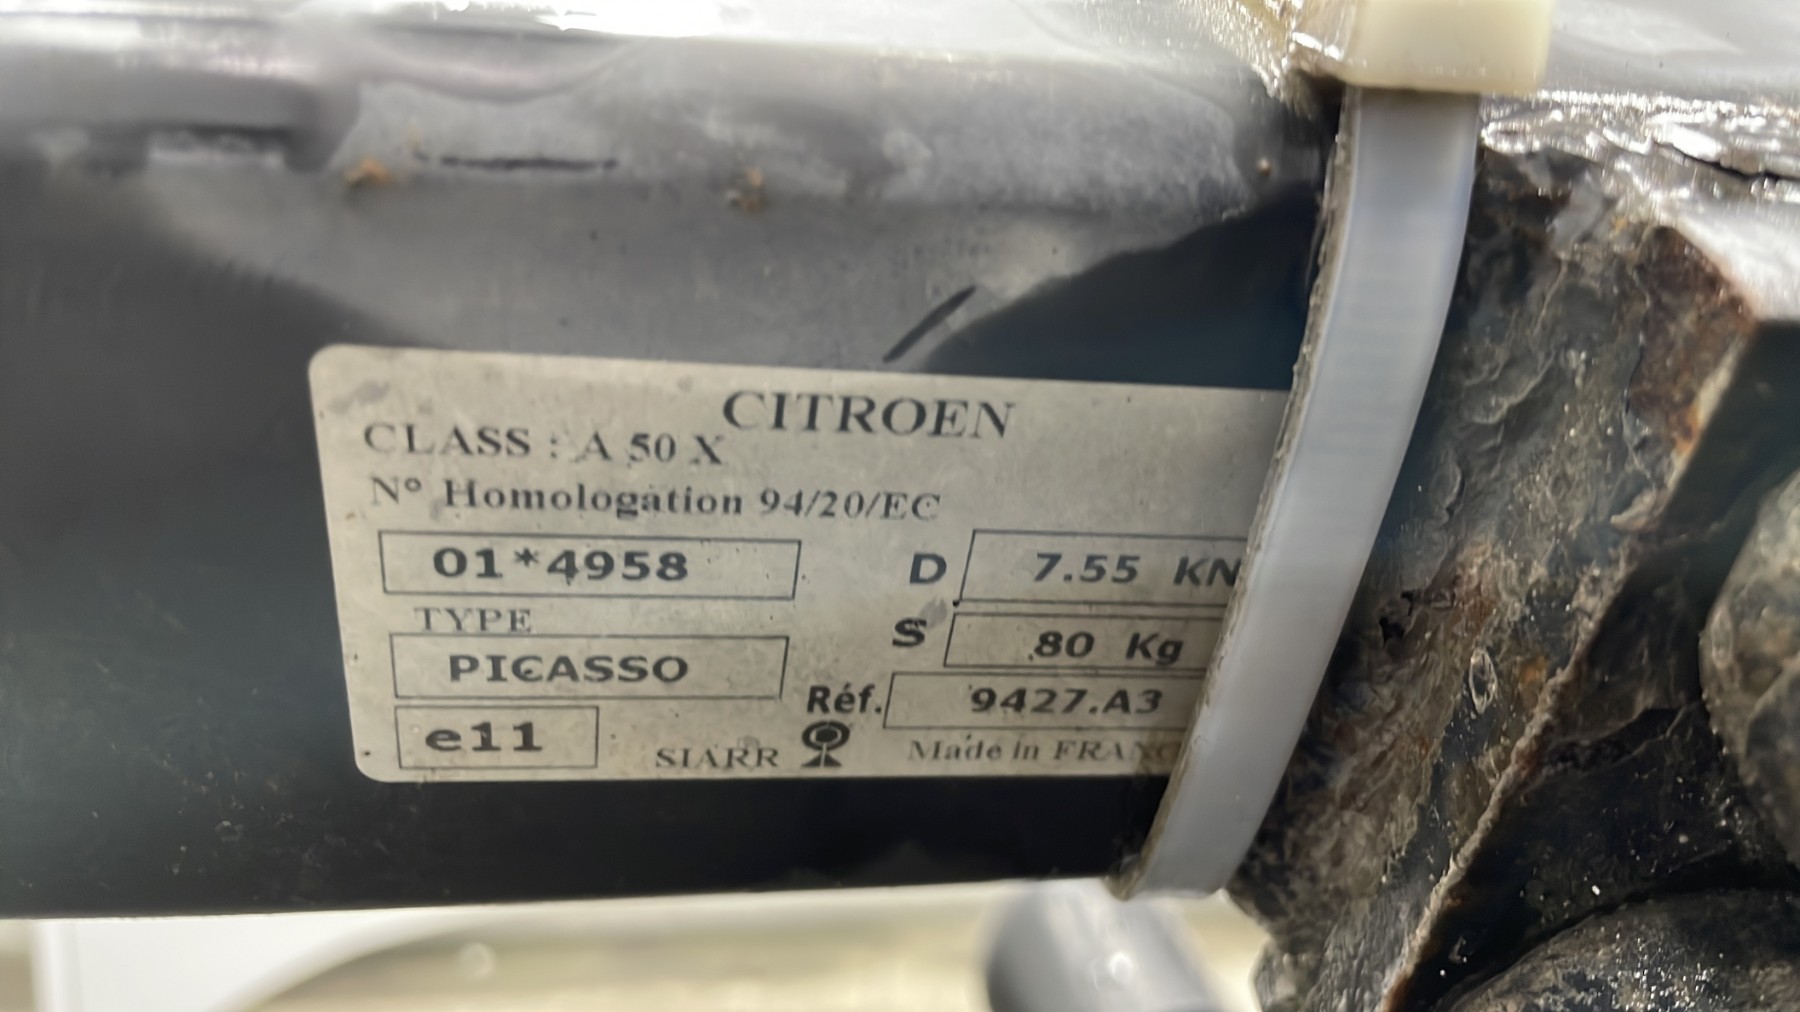 CITROEN
CLASS : A 50 X
N° Homologation 94/20/EC
01*4958
D 7.55 KN
TYPE
S 80 Kg
PICASSO
Réf. 9427.A3
e11
SIARR Made in FRANC